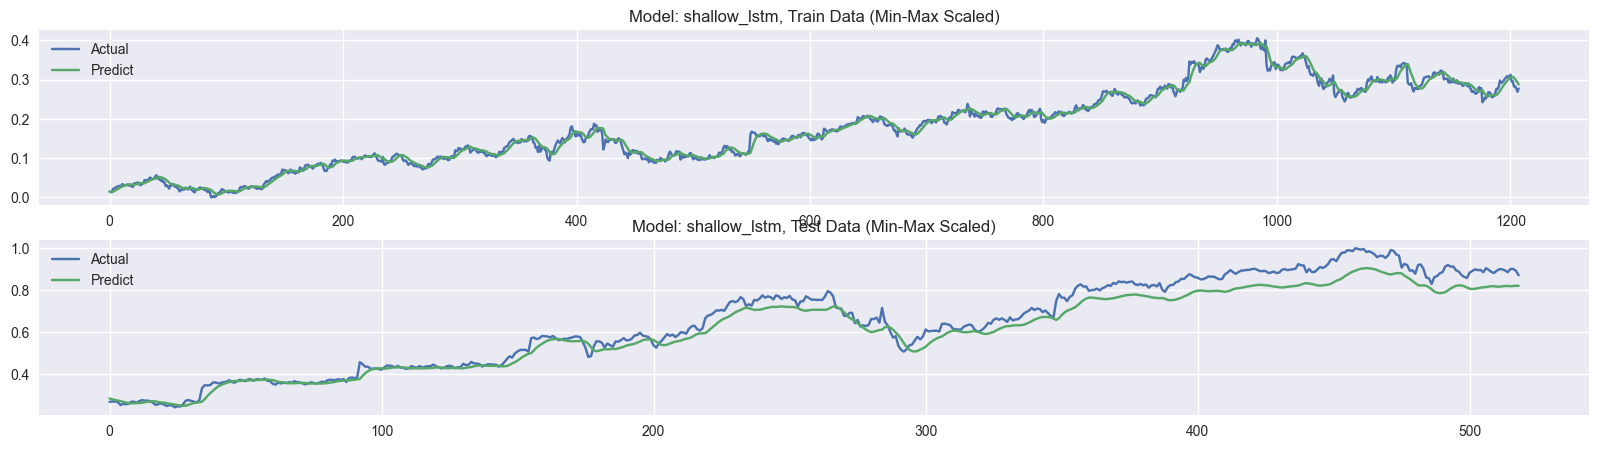 Model: shallow_lstm, Train Data (Min-Max Scaled)
0.4
Actual
Predict
0.3
0.2
0.1
0.0
0 200 400 600 800 1000 1200
Model: shallow_lstm, Test Data (Min-Max Scaled)
1.0
Actual
Predict
0.8
0.6
0.4
0 100 200 300 400 500